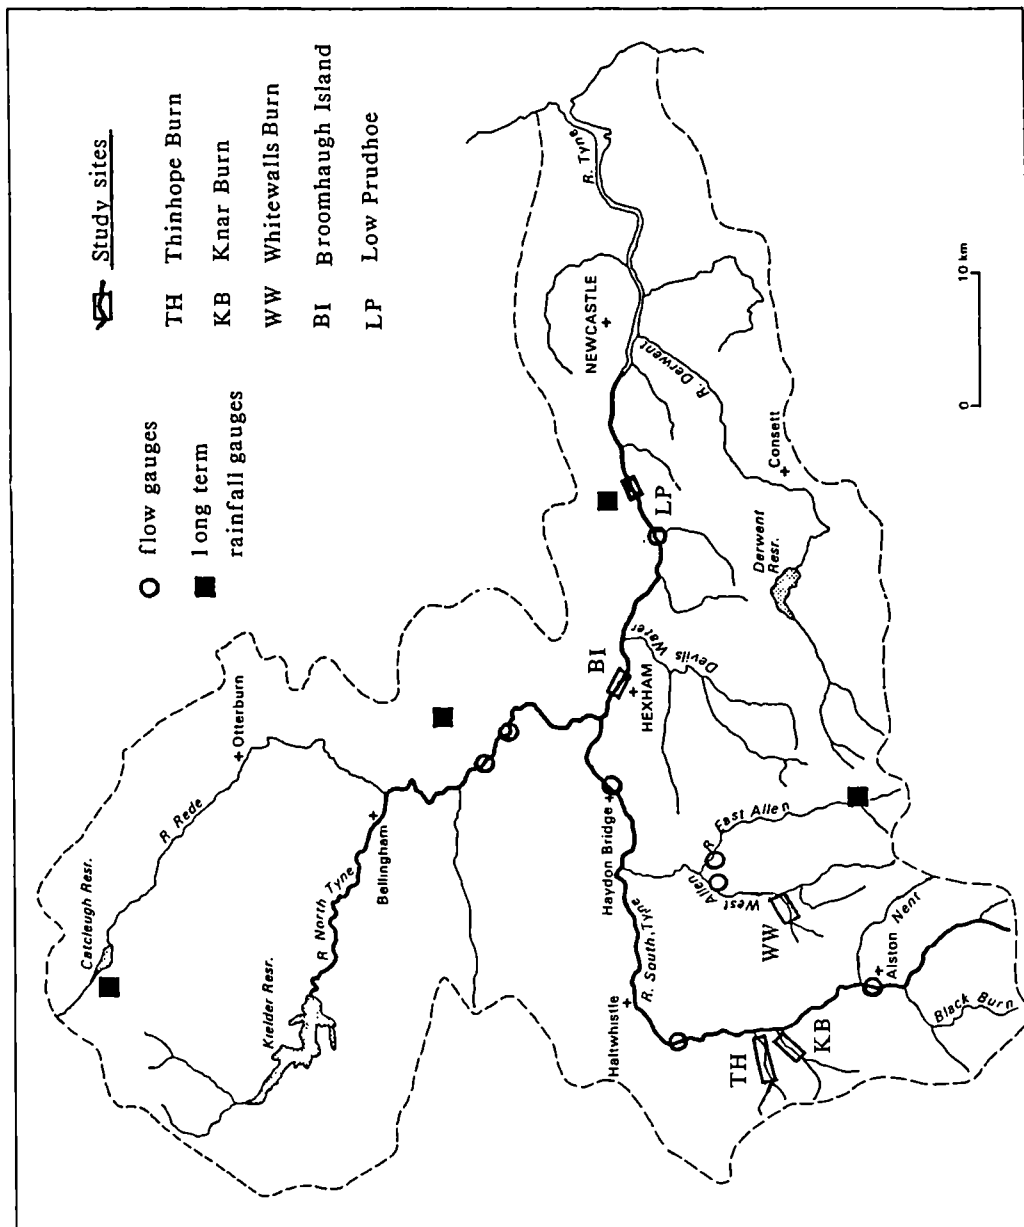 Study sites
TH Thinhope Burn
KB Knar Burn
WW Whitewalls Burn
BI Broomhaugh Island
LP Low Prudhoe
flow gauges
long term
rainfall gauges
Catcleugh Resr.
R Rede
Otterburn
Kielder Resr.
R North Tyne
Bellingham
Haltwhistle
R. South Tyne
Haydon Bridge
HEXHAM
BI
Devils Water
LP
NEWCASTLE
R. Tyne
R. Derwent
Consett
Derwent
Resr.
West Allen
R East Allen
WW
TH
KB
Alston
Nent
Black Burn
0 10 km